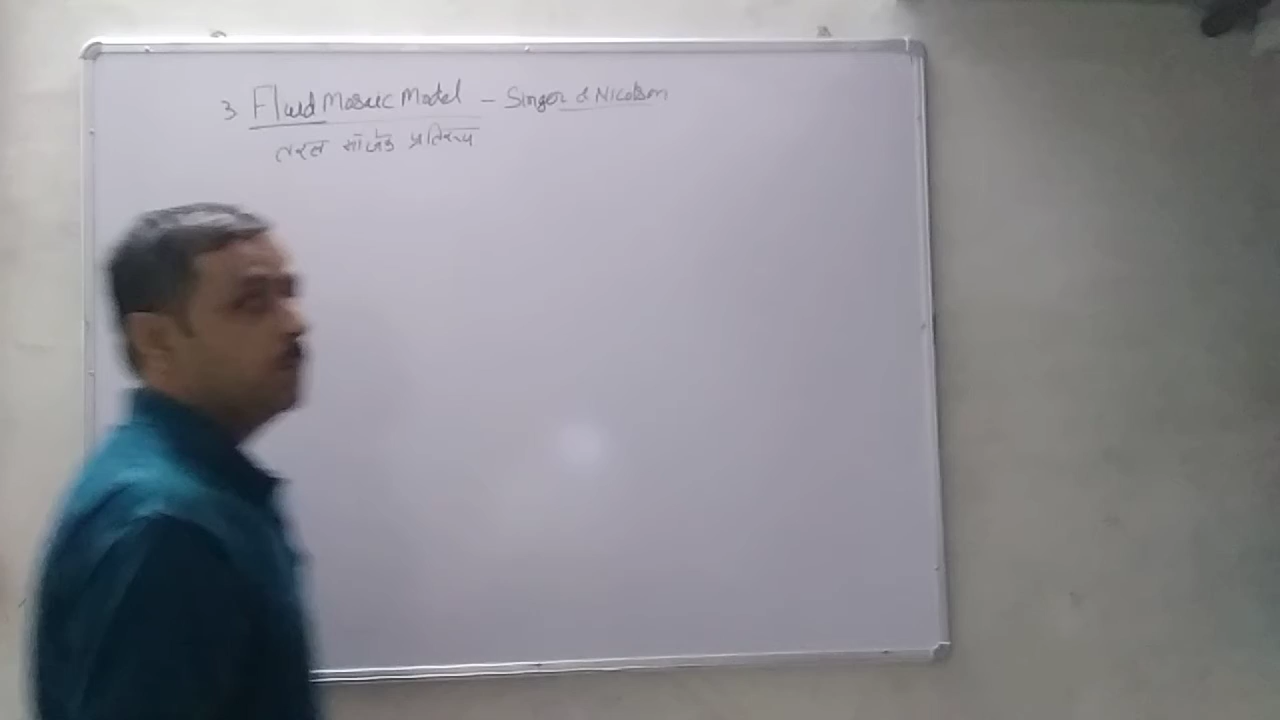 3 Fluid Mosaic Model - Singer & Nicolson
तरल मोजेक प्रतिरूप